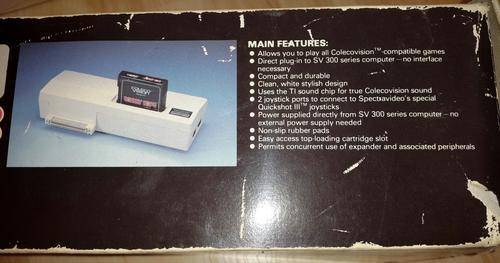 MAIN FEATURES:
● Allows you to play all Colecovision™-compatible games
● Direct plug-in to SV 300 series computer—no interface
necessary
● Compact and durable
● Clean, white stylish design
● Uses the TI sound chip for true Colecovision sound
● 2 joystick ports to connect to Spectravideo's special
Quickshot III™ joysticks
● Power supplied directly from SV 300 series computer—no
external power supply needed
● Non-slip rubber pads
● Easy access top-loading cartridge slot
● Permits concurrent use of expander and associated peripherals